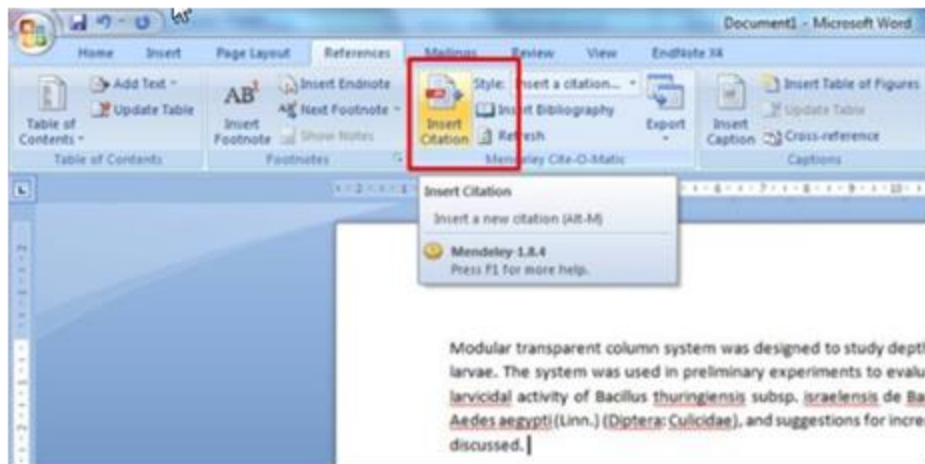 Document1 - Microsoft Word
Home Insert Page Layout References Mailings Review View EndNote X4
Add Text
Update Table
Table of Contents
Table of Contents
AB¹
Insert Footnote
Insert Endnote
Next Footnote
Show Notes
Footnotes
Insert Citation
Style: Insert a citation...
Insert Bibliography
Refresh
Export
Mendeley Cite-O-Matic
Insert Caption
Insert Table of Figures
Update Table
Cross-reference
Captions
Insert Citation
Insert a new citation (Alt-M)
Mendeley-1.8.4
Press F1 for more help.
Modular transparent column system was designed to study depth
larvae. The system was used in preliminary experiments to evalu
larvicidal activity of Bacillus thuringiensis subsp. israelensis de Ba
Aedes aegypti (Linn.) (Diptera: Culicidae), and suggestions for incre
discussed.